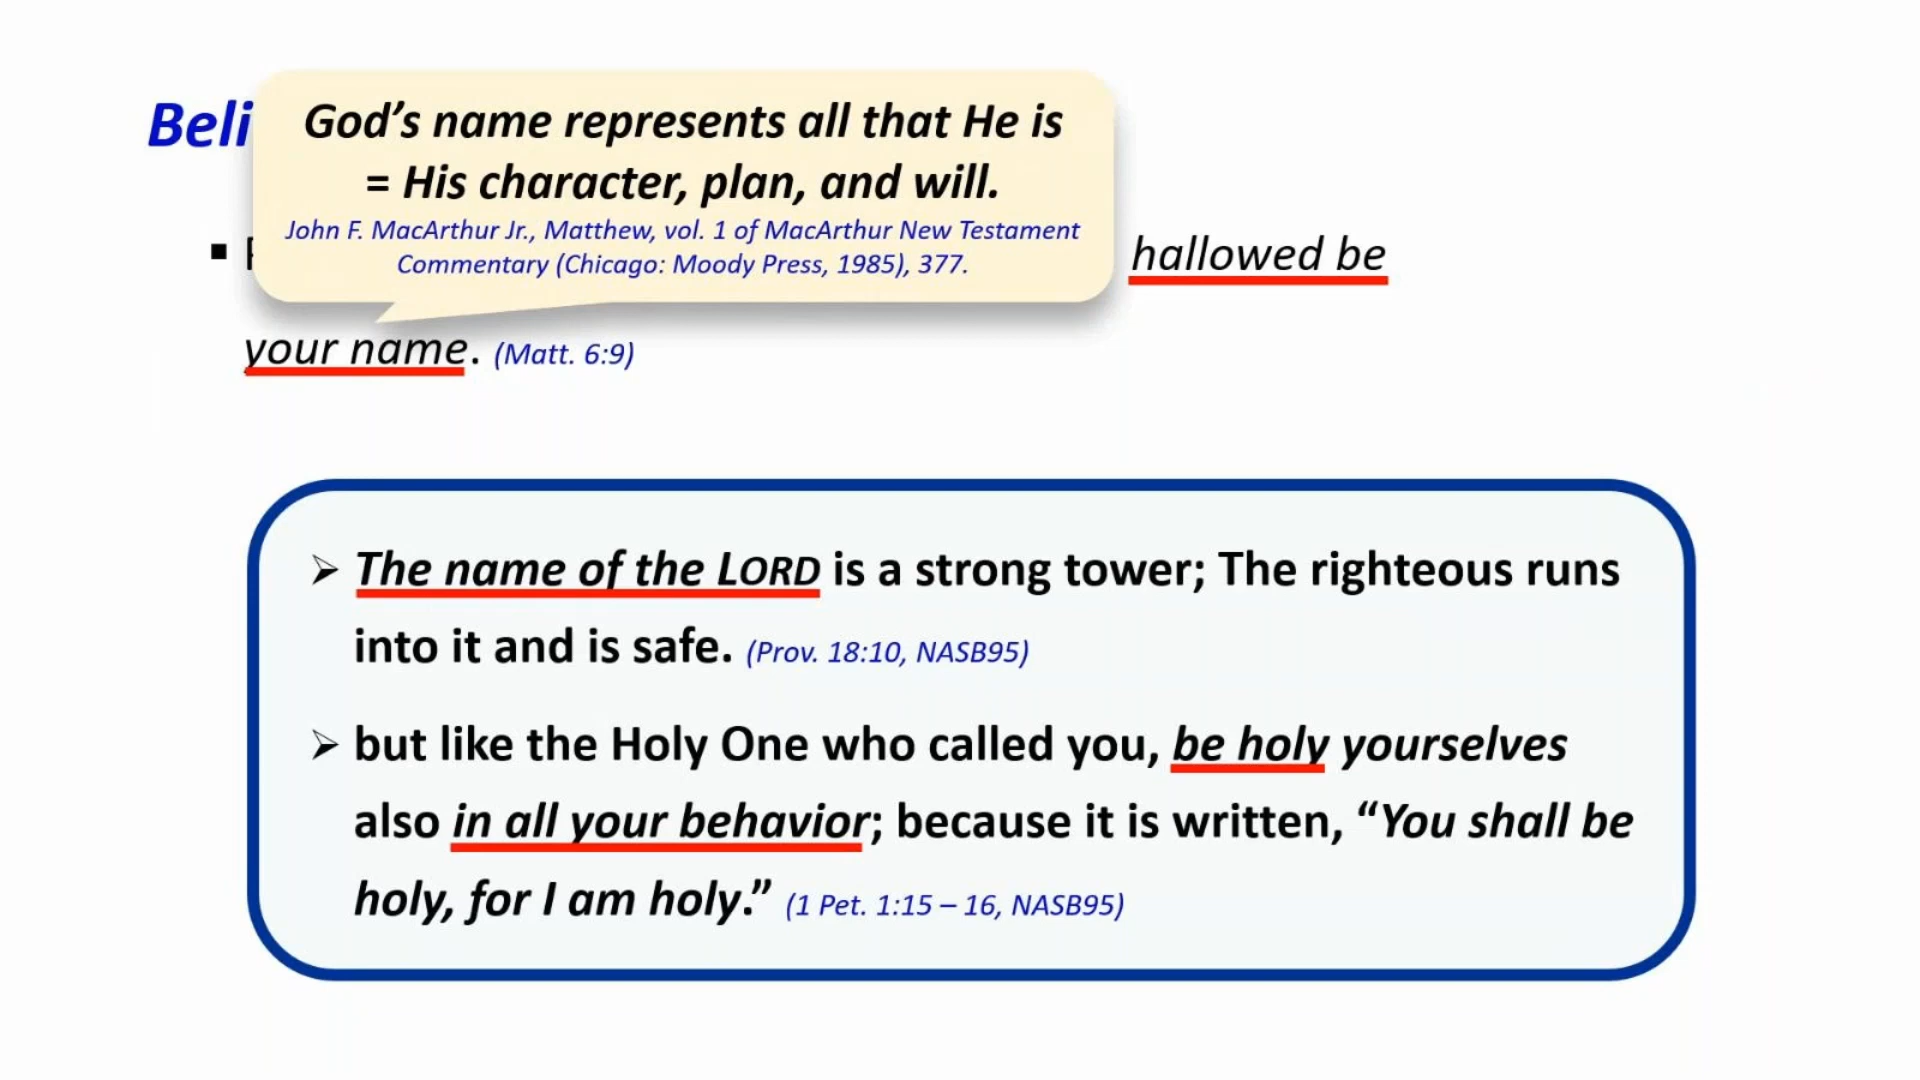 God’s name represents all that He is
= His character, plan, and will.
John F. MacArthur Jr., Matthew, vol. 1 of MacArthur New Testament
Commentary (Chicago: Moody Press, 1985), 377.
▪ hallowed be
your name. (Matt. 6:9)
➢ The name of the LORD is a strong tower; The righteous runs
into it and is safe. (Prov. 18:10, NASB95)
➢ but like the Holy One who called you, be holy yourselves
also in all your behavior; because it is written, “You shall be
holy, for I am holy.” (1 Pet. 1:15 – 16, NASB95)